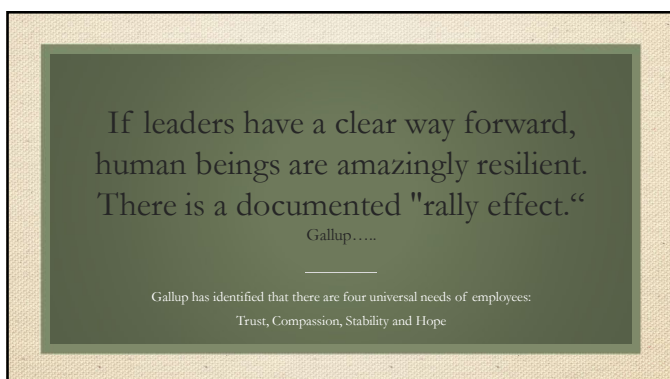 If leaders have a clear way forward,
human beings are amazingly resilient.
There is a documented "rally effect.“
Gallup…..
Gallup has identified that there are four universal needs of employees:
Trust, Compassion, Stability and Hope